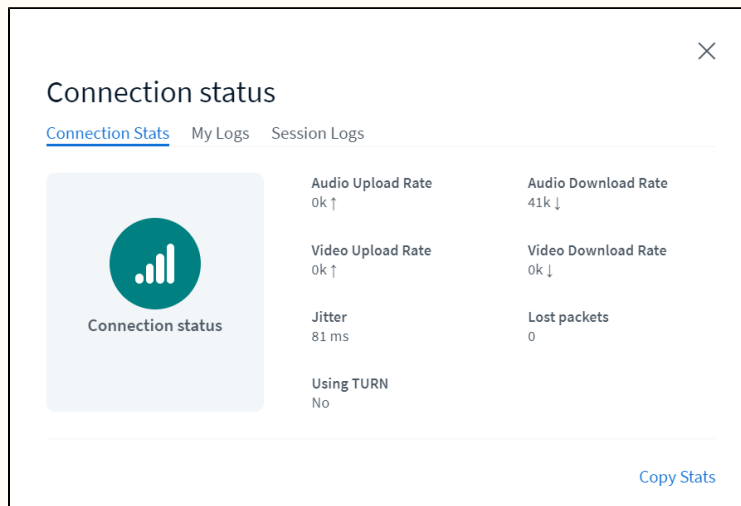 Connection status
Connection Stats My Logs Session Logs
Connection status
Audio Upload Rate
0k ↑
Audio Download Rate
41k ↓
Video Upload Rate
0k ↑
Video Download Rate
0k ↓
Jitter
81 ms
Lost packets
0
Using TURN
No
Copy Stats